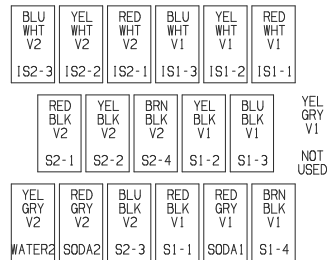 BLU YEL RED BLU YEL RED
WHT WHT WHT WHT WHT WHT
V2 V2 V2 V1 V1 V1
IS2-3 IS2-2 IS2-1 IS1-3 IS1-2 IS1-1
RED YEL BRN YEL BLU YEL
BLK BLK BLK BLK BLK GRY
V2 V2 V2 V1 V1 V1
S2-1 S2-2 S2-4 S1-2 S1-3 NOT
USED
YEL RED BLU RED RED BRN
GRY GRY BLK BLK GRY BLK
V2 V2 V2 V1 V1 V1
WATER2 SODA2 S2-3 S1-1 SODA1 S1-4